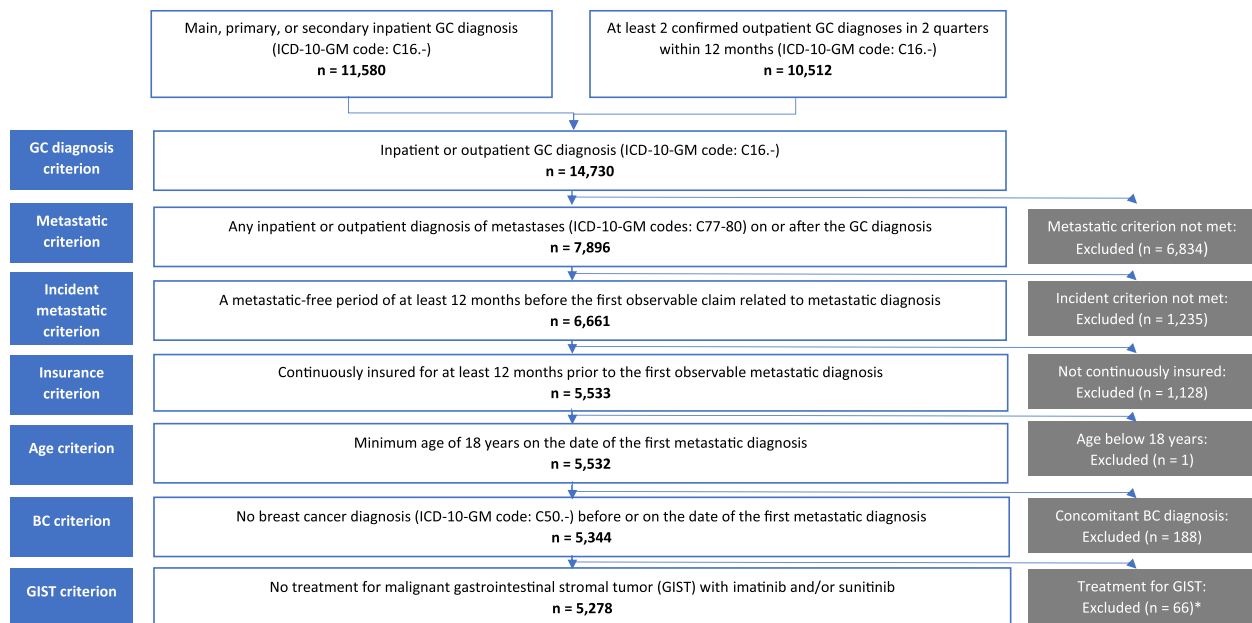 Main, primary, or secondary inpatient GC diagnosis
(ICD-10-GM code: C16.-)
n = 11,580
At least 2 confirmed outpatient GC diagnoses in 2 quarters
within 12 months (ICD-10-GM code: C16.-)
n = 10,512
GC diagnosis
criterion
Inpatient or outpatient GC diagnosis (ICD-10-GM code: C16.-)
n = 14,730
Metastatic
criterion
Any inpatient or outpatient diagnosis of metastases (ICD-10-GM codes: C77-80) on or after the GC diagnosis
n = 7,896
Metastatic criterion not met:
Excluded (n = 6,834)
Incident
metastatic
criterion
A metastatic-free period of at least 12 months before the first observable claim related to metastatic diagnosis
n = 6,661
Incident criterion not met:
Excluded (n = 1,235)
Insurance
criterion
Continuously insured for at least 12 months prior to the first observable metastatic diagnosis
n = 5,533
Not continuously insured:
Excluded (n = 1,128)
Age criterion
Minimum age of 18 years on the date of the first metastatic diagnosis
n = 5,532
Age below 18 years:
Excluded (n = 1)
BC criterion
No breast cancer diagnosis (ICD-10-GM code: C50.-) before or on the date of the first metastatic diagnosis
n = 5,344
Concomitant BC diagnosis:
Excluded (n = 188)
GIST criterion
No treatment for malignant gastrointestinal stromal tumor (GIST) with imatinib and/or sunitinib
n = 5,278
Treatment for GIST:
Excluded (n = 66)*